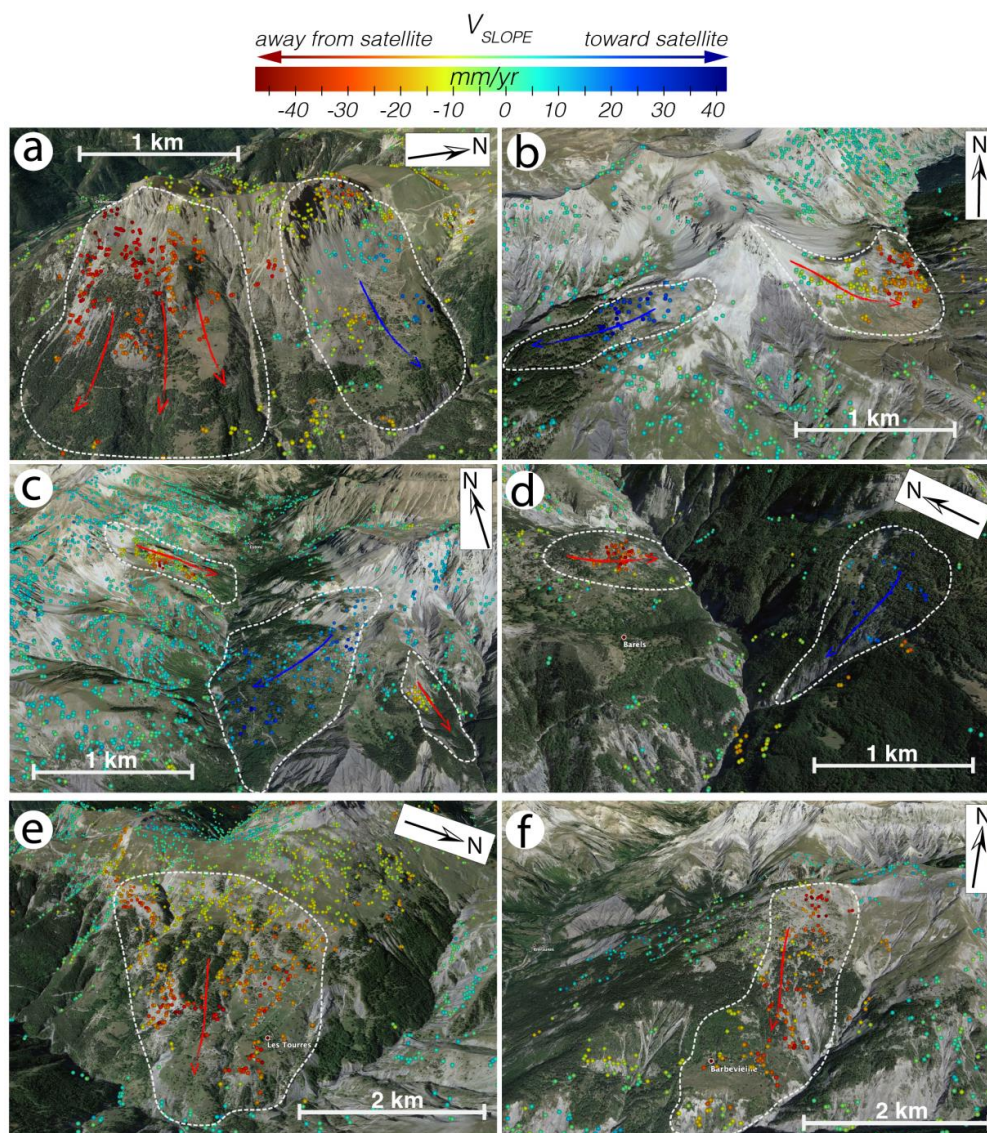 V_SLOPE
away from satellite
toward satellite
mm/yr
-40 -30 -20 -10 0 10 20 30 40
a
1 km
N
b
N
1 km
c
N
1 km
d
N
Barels
1 km
e
N
Les Tourres
2 km
f
N
Barbevieille
2 km